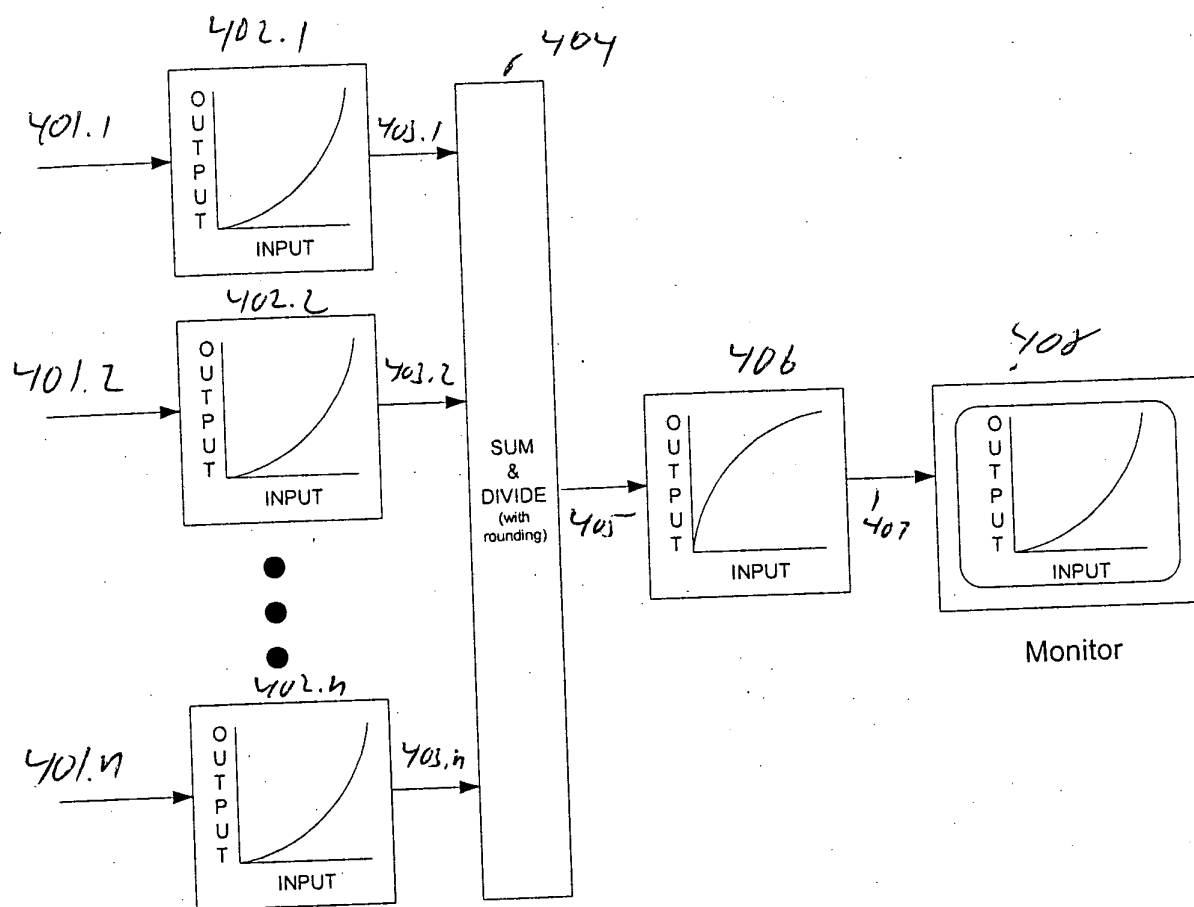 402.1
404
401.1
OUTPUT
INPUT
403.1
402.2
401.2
OUTPUT
INPUT
403.2
SUM
&
DIVIDE
(with
rounding)
405
406
OUTPUT
INPUT
407
408
OUTPUT
INPUT
Monitor
402.n
401.n
OUTPUT
INPUT
403.n